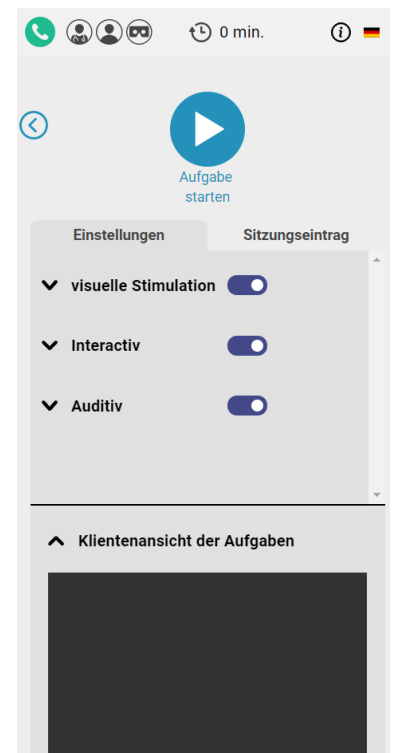 0 min.
Aufgabe
starten
Einstellungen
Sitzungseintrag
visuelle Stimulation
Interactiv
Auditiv
Klientenansicht der Aufgaben